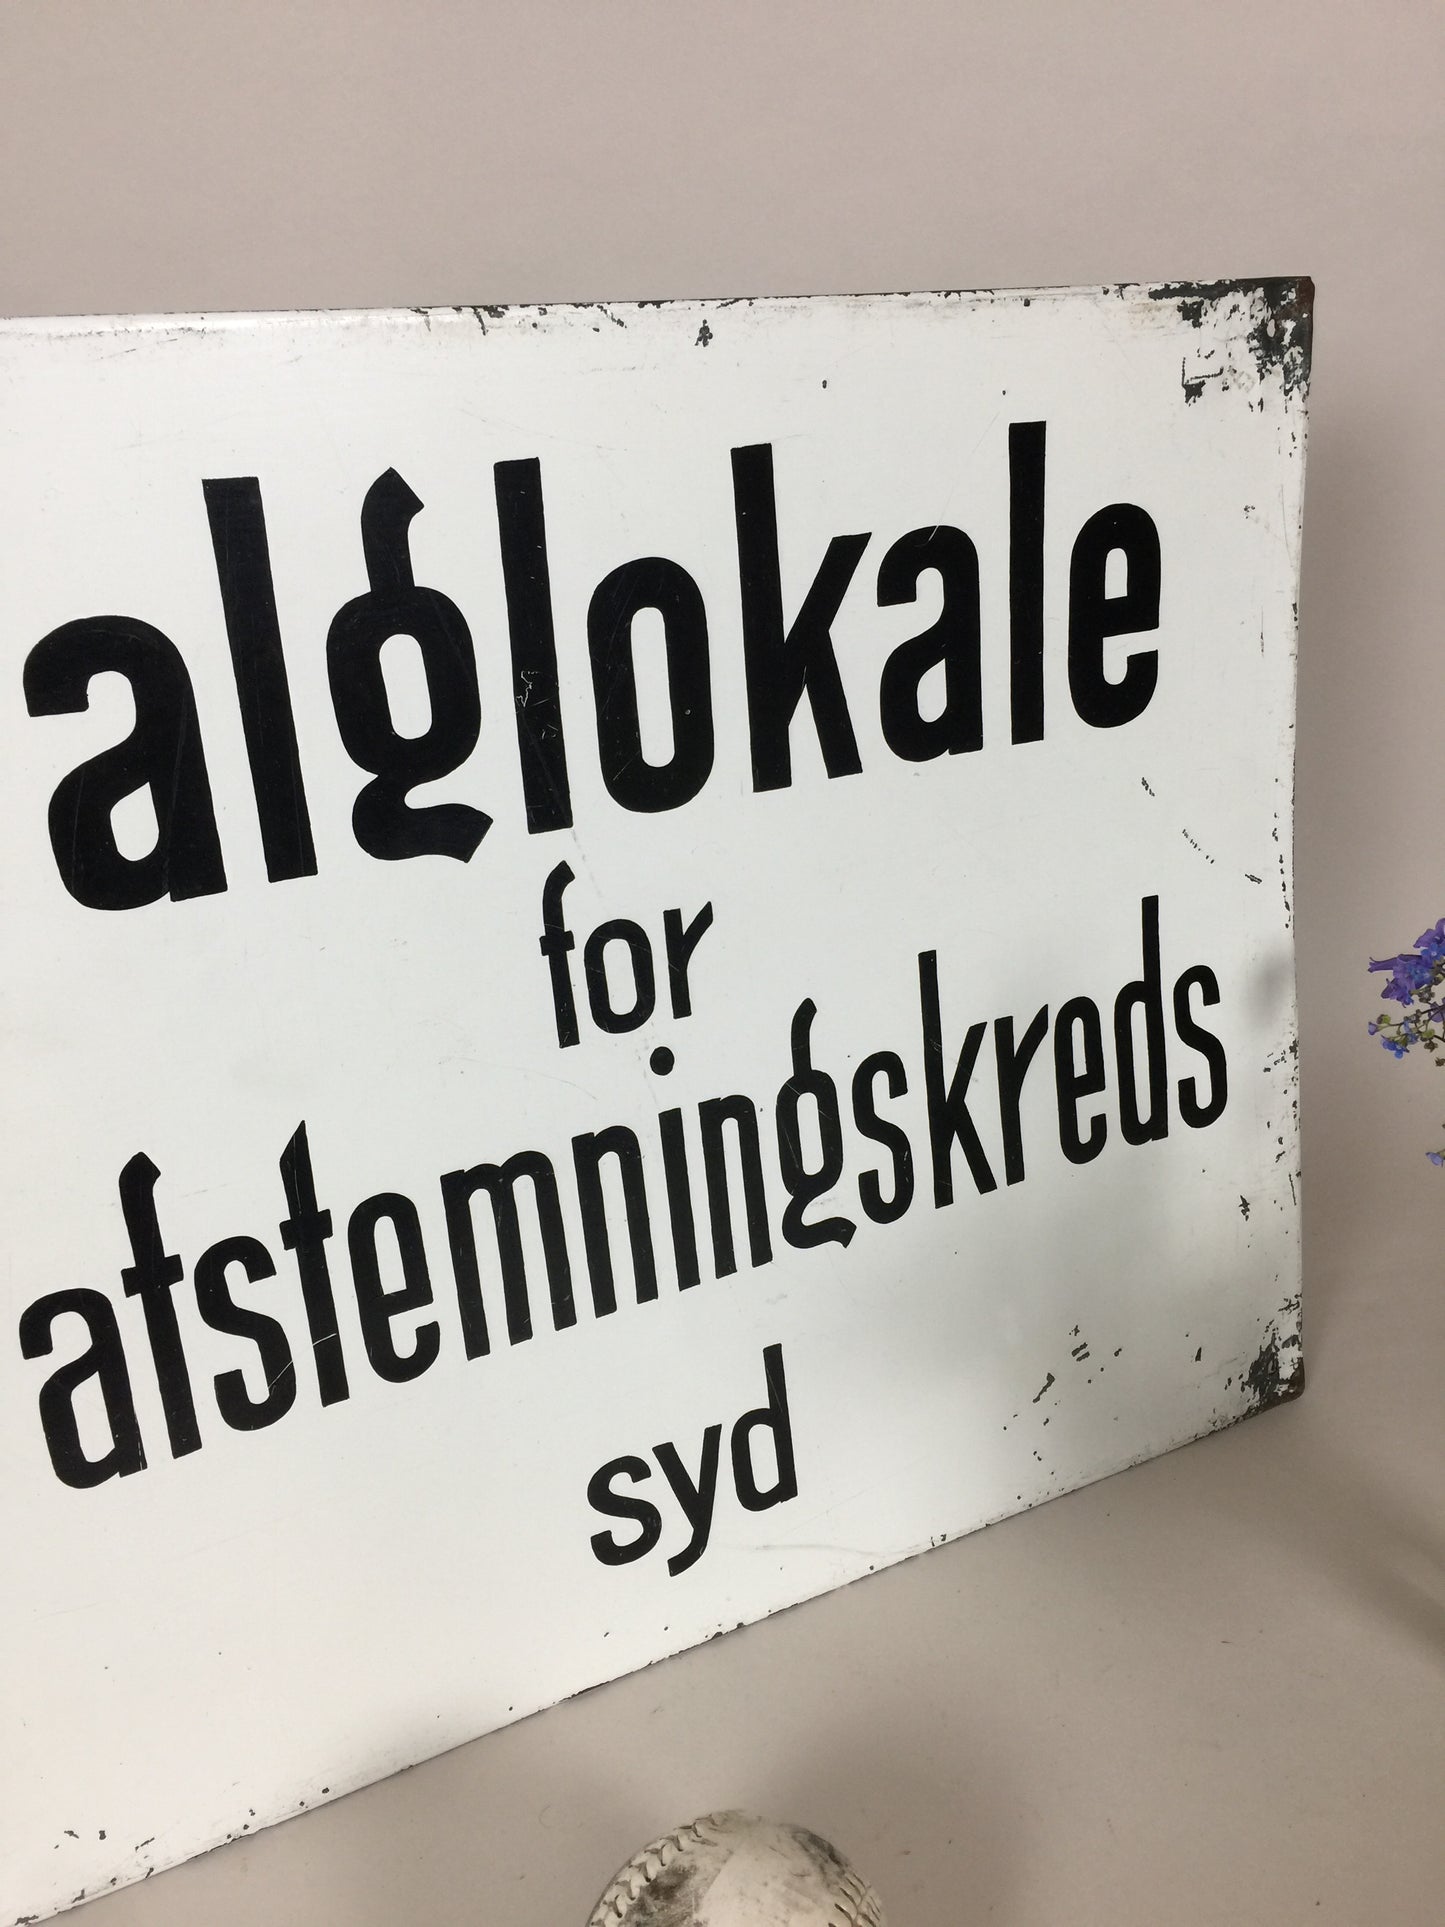 alglokale
for
afstemningskreds
syd